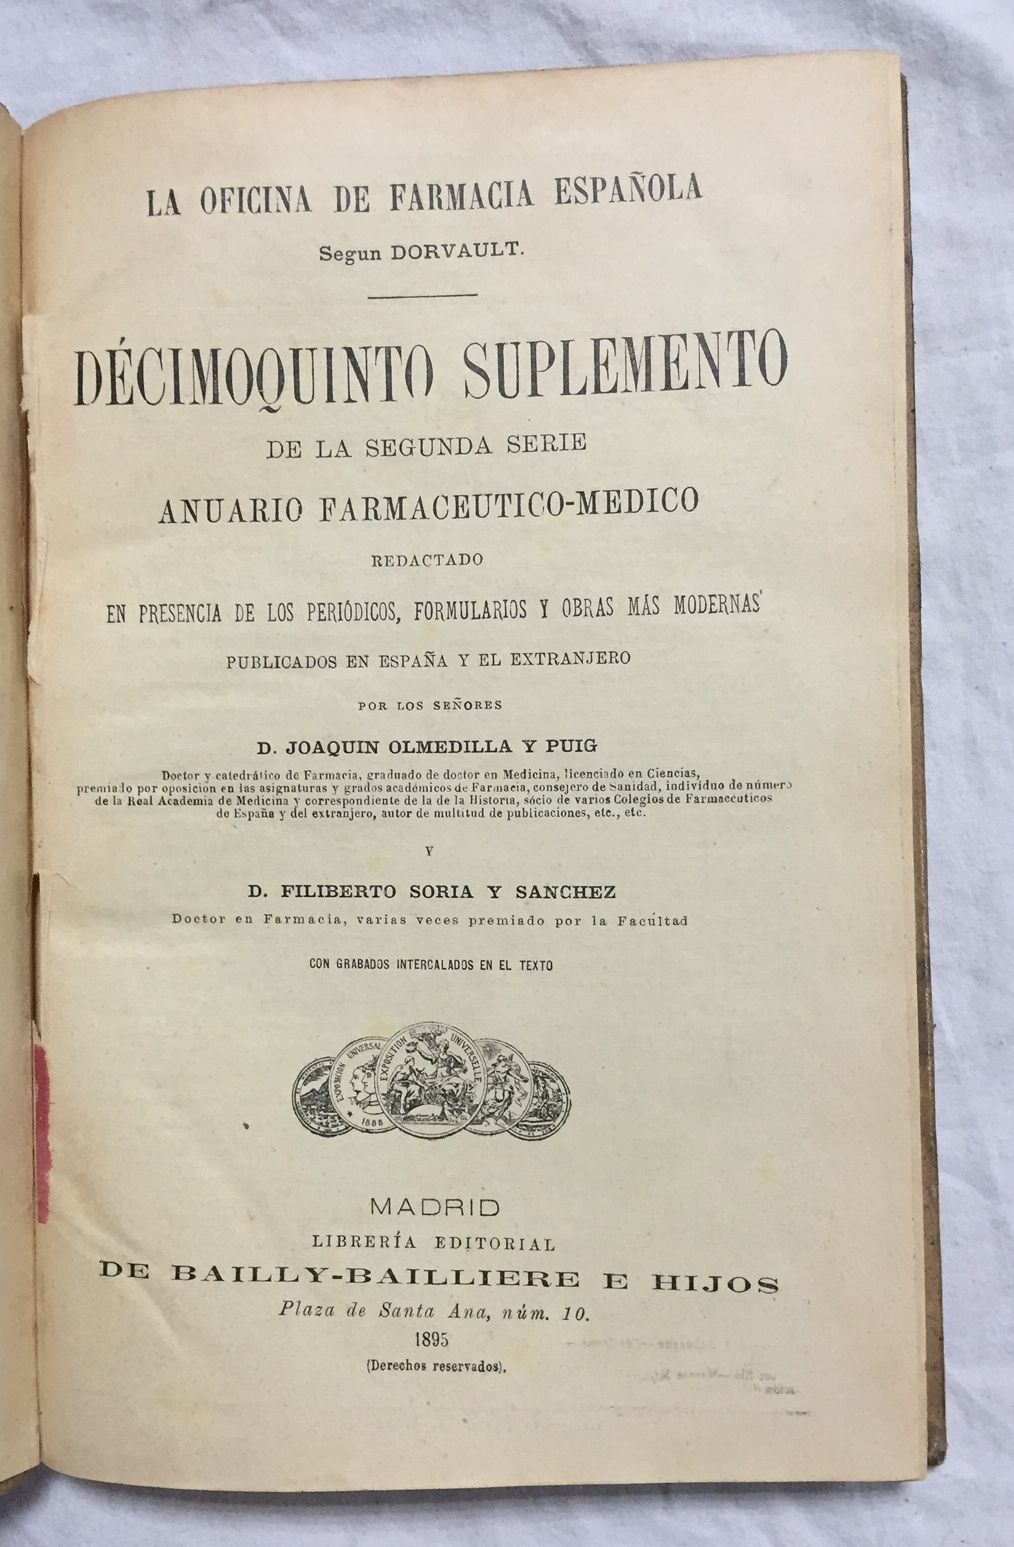 LA OFICINA DE FARMACIA ESPAÑOLA
Segun DORVAULT.
DÉCIMOQUINTO SUPLEMENTO
DE LA SEGUNDA SERIE
ANUARIO FARMACEUTICO-MEDICO
REDACTADO
EN PRESENCIA DE LOS PERIÓDICOS, FORMULARIOS Y OBRAS MÁS MODERNAS
PUBLICADOS EN ESPAÑA Y EL EXTRANJERO
POR LOS SEÑORES
D. JOAQUIN OLMEDILLA Y PUIG
Doctor y catedrático de Farmacia, graduado de doctor en Medicina, licenciado en Ciencias,
premiado por oposición en las asignaturas y grados académicos de Farmacia, consejero de Sanidad, individuo de número
de la Real Academia de Medicina y correspondiente de la de la Historia, sócio de varios Colegios de Farmaceuticos
de España y del extranjero, autor de multitud de publicaciones, etc., etc.
Y
D. FILIBERTO SORIA Y SANCHEZ
Doctor en Farmacia, varias veces premiado por la Facultad
CON GRABADOS INTERCALADOS EN EL TEXTO
EXPOSICION UNIVERSAL
1888
EXPOSITION UNIVERSELLE
MADRID
LIBRERÍA EDITORIAL
DE BAILLY-BAILLIERE E HIJOS
Plaza de Santa Ana, núm. 10.
1895
(Derechos reservados).